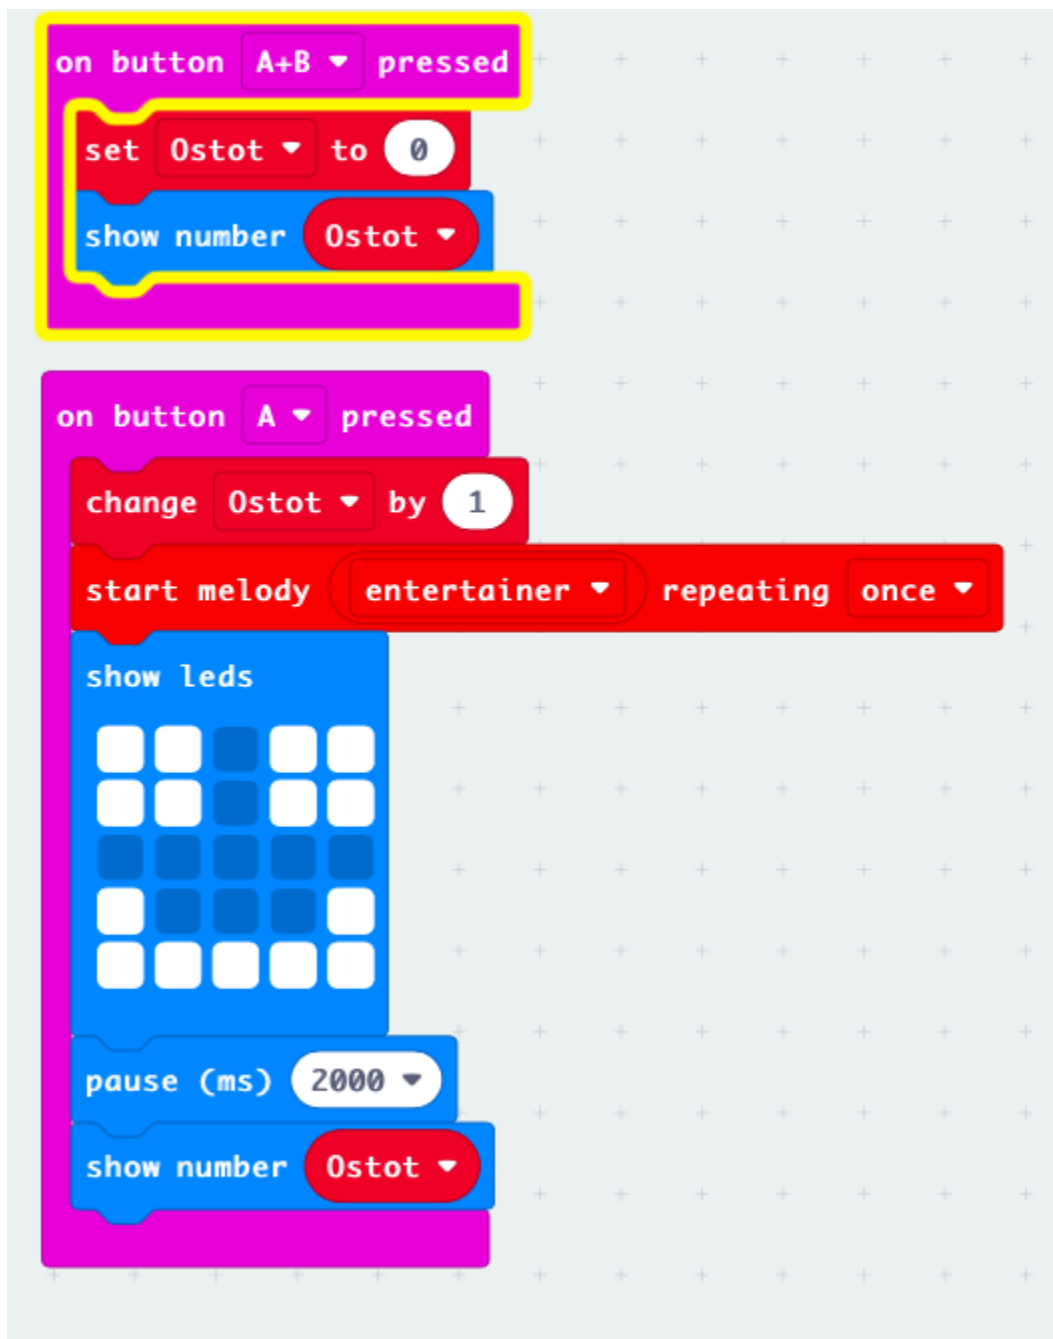 on button A+B pressed
set Ostot to 0
show number Ostot
on button A pressed
change Ostot by 1
start melody entertainer repeating once
show leds
pause (ms) 2000
show number Ostot